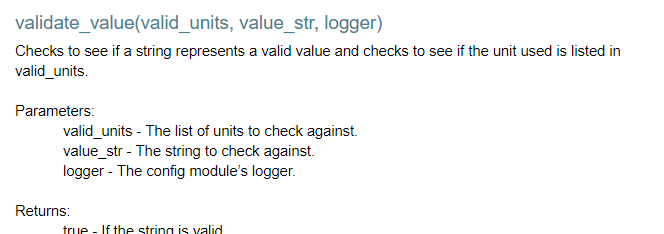 validate_value(valid_units, value_str, logger)
Checks to see if a string represents a valid value and checks to see if the unit used is listed in
valid_units.
Parameters:
valid_units - The list of units to check against.
value_str - The string to check against.
logger - The config module's logger.
Returns:
true - If the string is valid